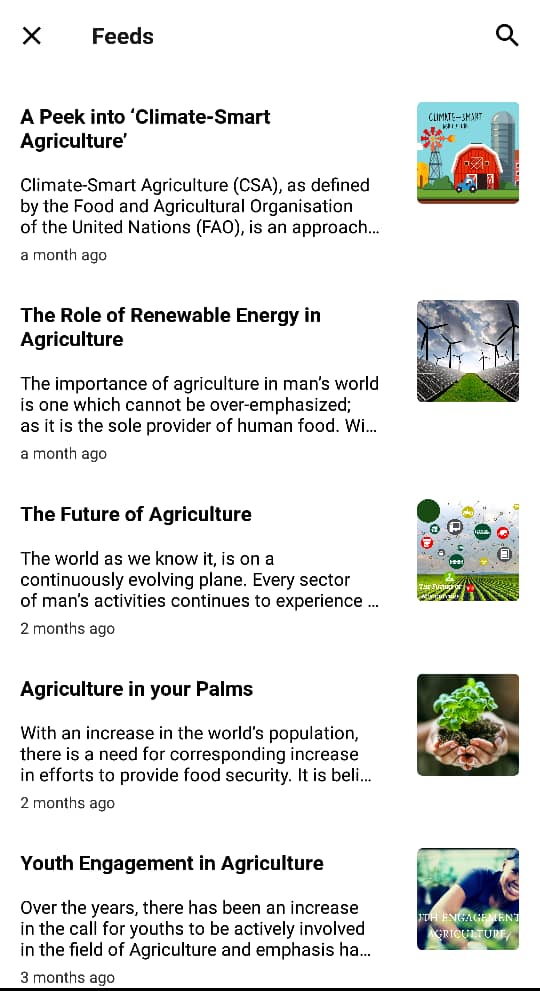 Feeds
A Peek into ‘Climate-Smart
Agriculture’
CLIMATE-SMART
Climate-Smart Agriculture (CSA), as defined
by the Food and Agricultural Organisation
of the United Nations (FAO), is an approach...
a month ago
The Role of Renewable Energy in
Agriculture
The importance of agriculture in man's world
is one which cannot be over-emphasized;
as it is the sole provider of human food. Wi...
a month ago
The Future of Agriculture
The world as we know it, is on a
continuously evolving plane. Every sector
of man's activities continues to experience ...
2 months ago
Agriculture in your Palms
With an increase in the world's population,
there is a need for corresponding increase
in efforts to provide food security. It is beli...
2 months ago
Youth Engagement in Agriculture
Over the years, there has been an increase
in the call for youths to be actively involved
in the field of Agriculture and emphasis ha...
UTH ENGAGEMENT
AGRICULTURE
3 months ago